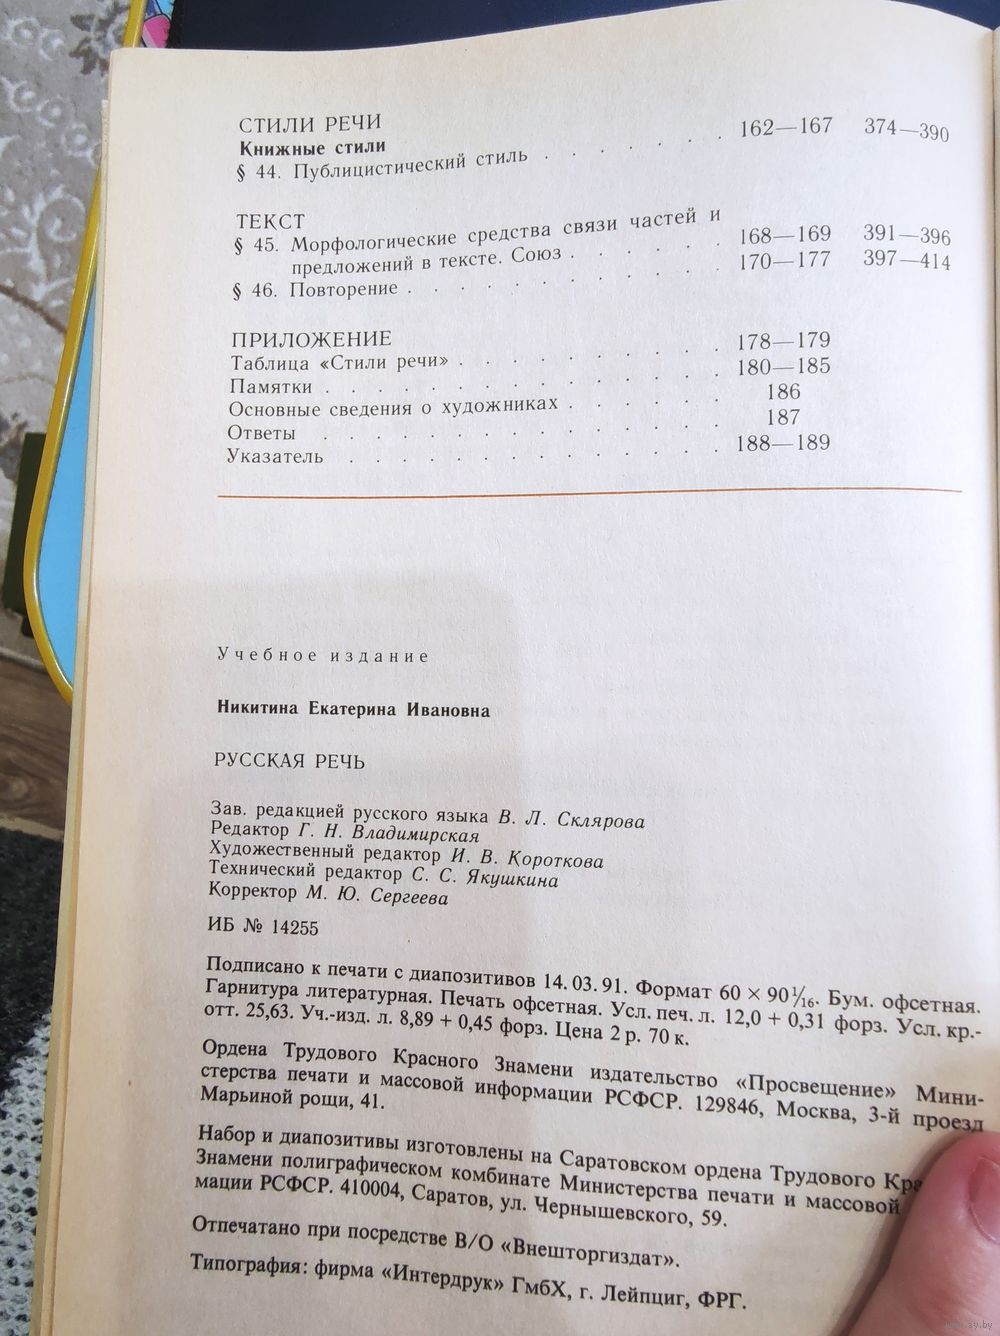 СТИЛИ РЕЧИ
Книжные стили
§ 44. Публицистический стиль . . . . . . . 162—167 374—390
ТЕКСТ
§ 45. Морфологические средства связи частей и
предложений в тексте. Союз . . . . . . 168—169 391—396
§ 46. Повторение . . . . . . . . . . . . 170—177 397—414
ПРИЛОЖЕНИЕ
Таблица «Стили речи» . . . . . . . . . . 178—179
Памятки . . . . . . . . . . . . . . . 180—185
Основные сведения о художниках . . . . . . 186
Ответы . . . . . . . . . . . . . . . 187
Указатель . . . . . . . . . . . . . . 188—189
Учебное издание
Никитина Екатерина Ивановна
РУССКАЯ РЕЧЬ
Зав. редакцией русского языка В. Л. Склярова
Редактор Г. Н. Владимирская
Художественный редактор И. В. Короткова
Технический редактор С. С. Якушкина
Корректор М. Ю. Сергеева
ИБ № 14255
Подписано к печати с диапозитивов 14.03.91. Формат 60 × 90 1/16. Бум. офсетная.
Гарнитура литературная. Печать офсетная. Усл. печ. л. 12,0 + 0,31 форз. Усл. кр.-
отт. 25,63. Уч.-изд. л. 8,89 + 0,45 форз. Цена 2 р. 70 к.
Ордена Трудового Красного Знамени издательство «Просвещение» Мини-
стерства печати и массовой информации РСФСР. 129846, Москва, 3-й проезд
Марьиной рощи, 41.
Набор и диапозитивы изготовлены на Саратовском ордена Трудового Кра
Знамени полиграфическом комбинате Министерства печати и массовой
мации РСФСР. 410004, Саратов, ул. Чернышевского, 59.
Отпечатано при посредстве В/О «Внешторгиздат».
Типография: фирма «Интердрук» ГмбХ, г. Лейпциг, ФРГ.